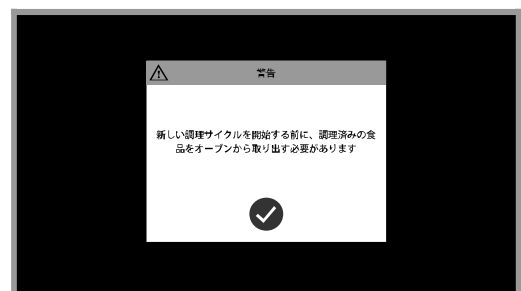 警告
新しい調理サイクルを開始する前に、調理済みの食
品をオーブンから取り出す必要があります